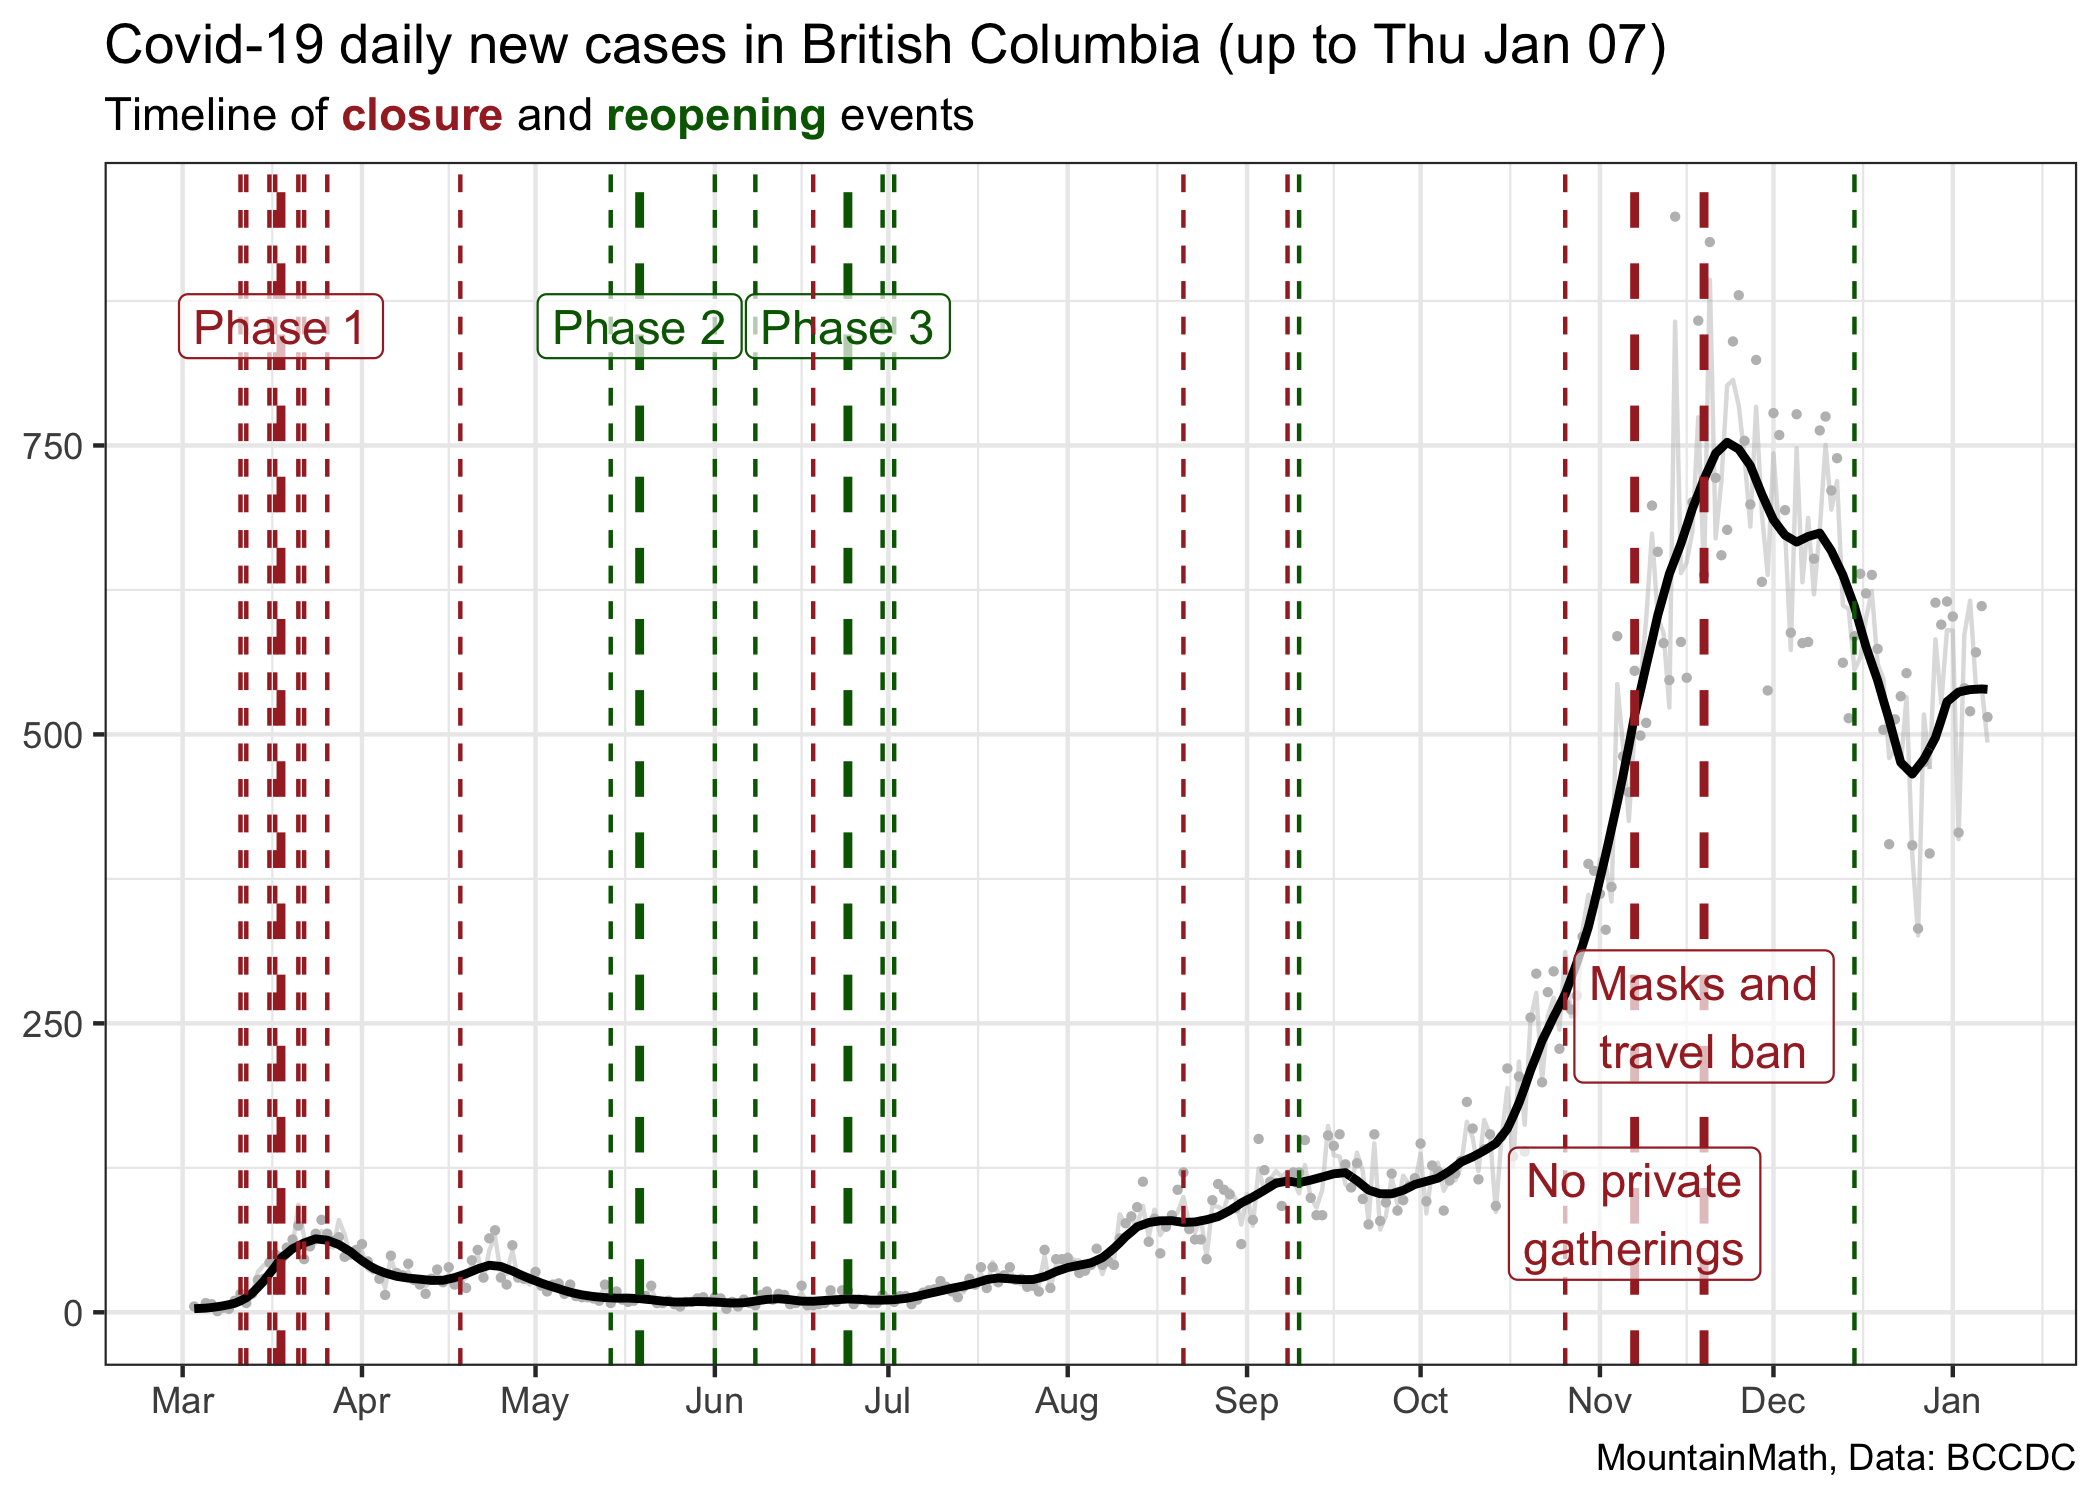 Covid-19 daily new cases in British Columbia (up to Thu Jan 07)
Timeline of closure and reopening events
Phase 1
Phase 2
Phase 3
750
500
250
0
Masks and
travel ban
No private
gatherings
Mar
Apr
May
Jun
Jul
Aug
Sep
Oct
Nov
Dec
Jan
MountainMath, Data: BCCDC